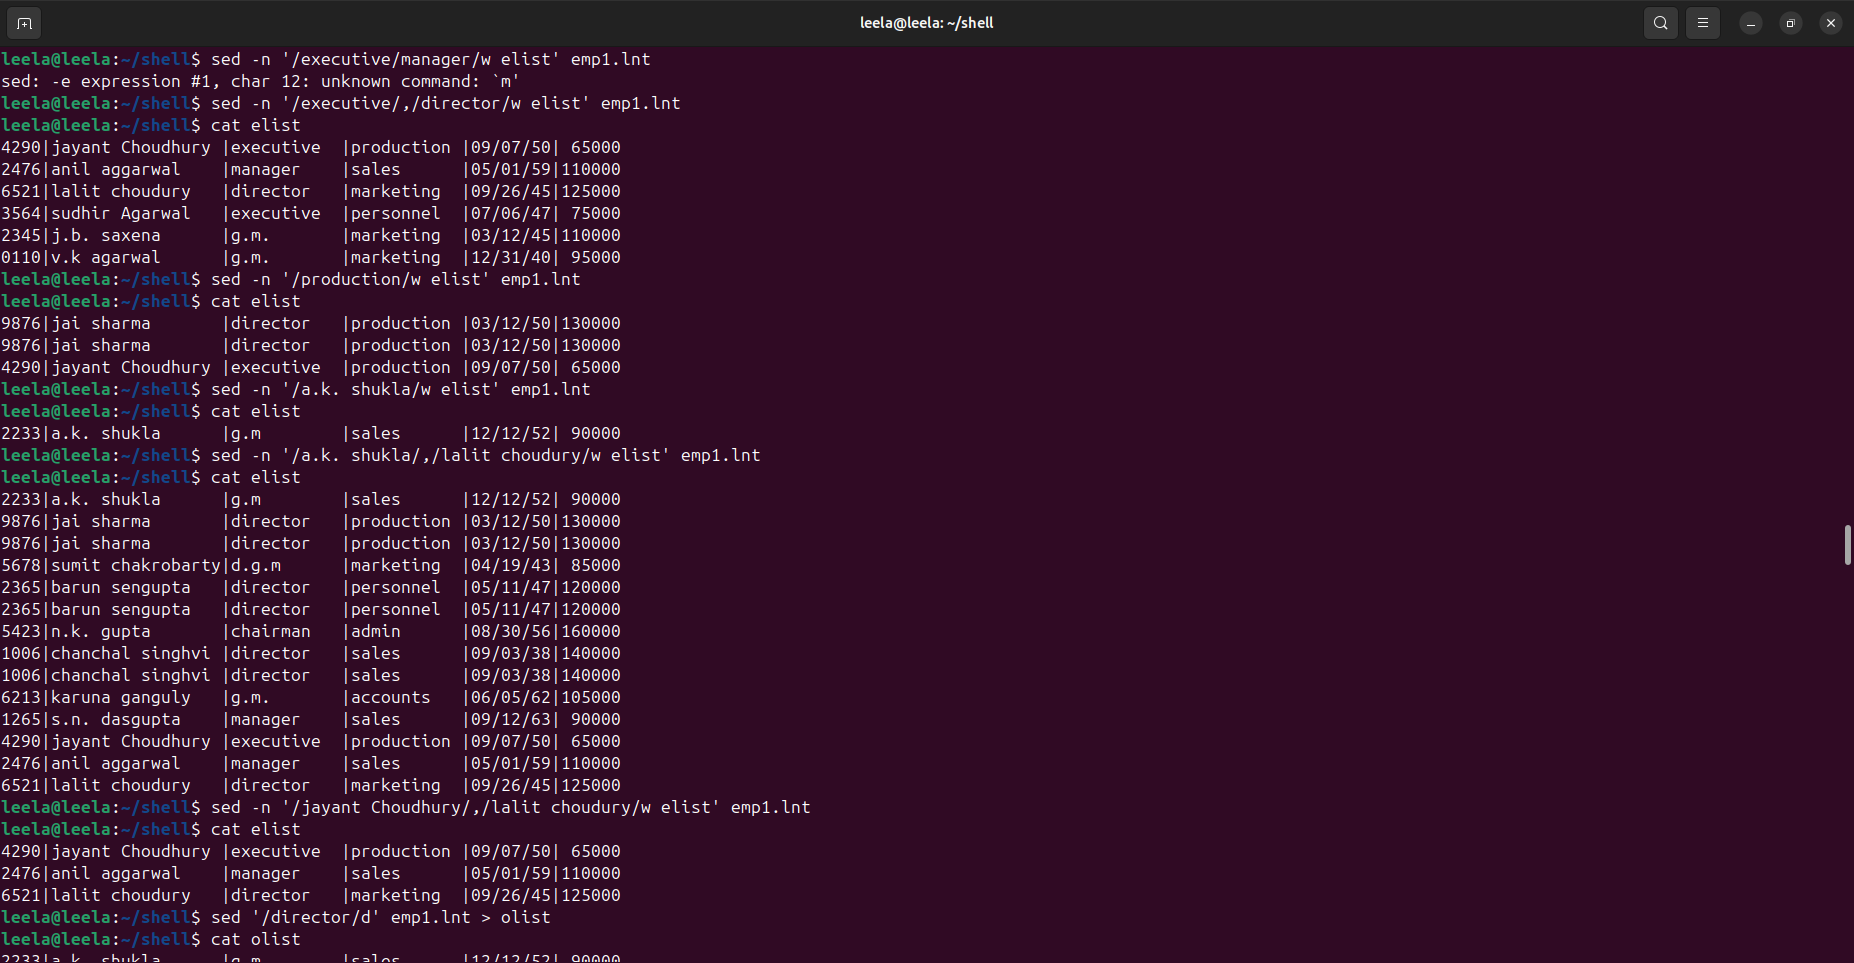 leela@leela: ~/shell
leela@leela:~/shell$ sed -n '/executive/manager/w elist' emp1.lnt
sed: -e expression #1, char 12: unknown command: `m'
leela@leela:~/shell$ sed -n '/executive/,/director/w elist' emp1.lnt
leela@leela:~/shell$ cat elist
4290|jayant Choudhury |executive  |production |09/07/50| 65000
2476|anil aggarwal    |manager    |sales      |05/01/59|110000
6521|lalit choudury   |director   |marketing  |09/26/45|125000
3564|sudhir Agarwal   |executive  |personnel  |07/06/47| 75000
2345|j.b. saxena      |g.m.       |marketing  |03/12/45|110000
0110|v.k agarwal      |g.m.       |marketing  |12/31/40| 95000
leela@leela:~/shell$ sed -n '/production/w elist' emp1.lnt
leela@leela:~/shell$ cat elist
9876|jai sharma       |director   |production |03/12/50|130000
9876|jai sharma       |director   |production |03/12/50|130000
4290|jayant Choudhury |executive  |production |09/07/50| 65000
leela@leela:~/shell$ sed -n '/a.k. shukla/w elist' emp1.lnt
leela@leela:~/shell$ cat elist
2233|a.k. shukla      |g.m        |sales      |12/12/52| 90000
leela@leela:~/shell$ sed -n '/a.k. shukla/,/lalit choudury/w elist' emp1.lnt
leela@leela:~/shell$ cat elist
2233|a.k. shukla      |g.m        |sales      |12/12/52| 90000
9876|jai sharma       |director   |production |03/12/50|130000
9876|jai sharma       |director   |production |03/12/50|130000
5678|sumit chakrobarty|d.g.m      |marketing  |04/19/43| 85000
2365|barun sengupta   |director   |personnel  |05/11/47|120000
2365|barun sengupta   |director   |personnel  |05/11/47|120000
5423|n.k. gupta       |chairman   |admin      |08/30/56|160000
1006|chanchal singhvi |director   |sales      |09/03/38|140000
1006|chanchal singhvi |director   |sales      |09/03/38|140000
6213|karuna ganguly   |g.m.       |accounts   |06/05/62|105000
1265|s.n. dasgupta    |manager    |sales      |09/12/63| 90000
4290|jayant Choudhury |executive  |production |09/07/50| 65000
2476|anil aggarwal    |manager    |sales      |05/01/59|110000
6521|lalit choudury   |director   |marketing  |09/26/45|125000
leela@leela:~/shell$ sed -n '/jayant Choudhury/,/lalit choudury/w elist' emp1.lnt
leela@leela:~/shell$ cat elist
4290|jayant Choudhury |executive  |production |09/07/50| 65000
2476|anil aggarwal    |manager    |sales      |05/01/59|110000
6521|lalit choudury   |director   |marketing  |09/26/45|125000
leela@leela:~/shell$ sed '/director/d' emp1.lnt > olist
leela@leela:~/shell$ cat olist
2233|a.k. shukla      |g.m        |sales      |12/12/52| 90000